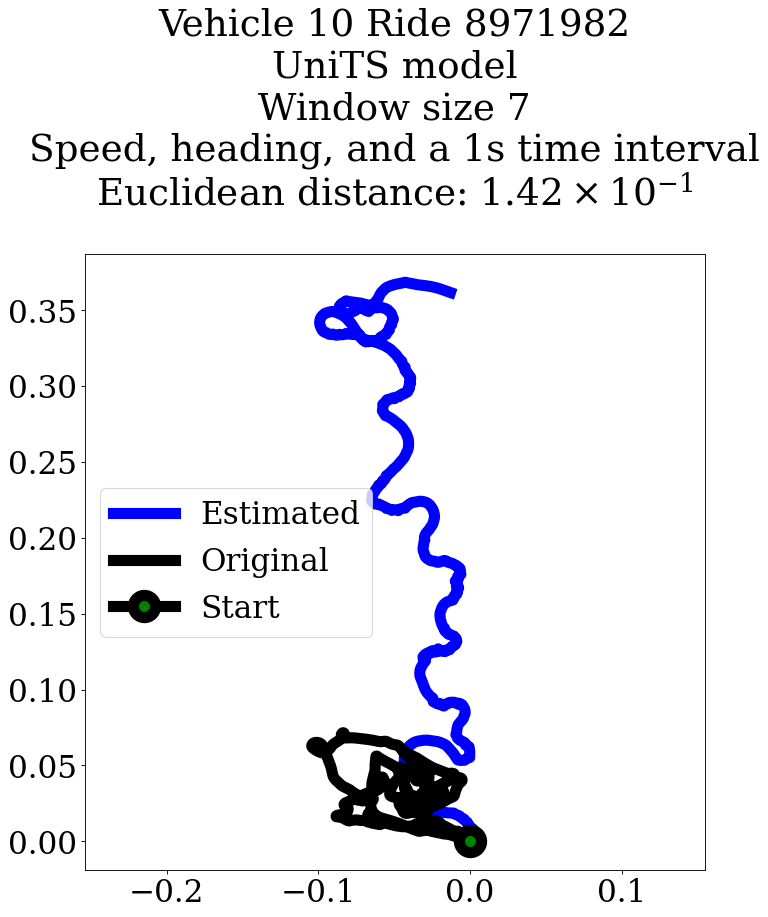 Vehicle 10 Ride 8971982
UniTS model
Window size 7
Speed, heading, and a 1s time interval
Euclidean distance: 1.42 × 10⁻¹
0.35
0.30
0.25
0.20
0.15
0.10
0.05
0.00
Estimated
Original
Start
−0.2 −0.1 0.0 0.1